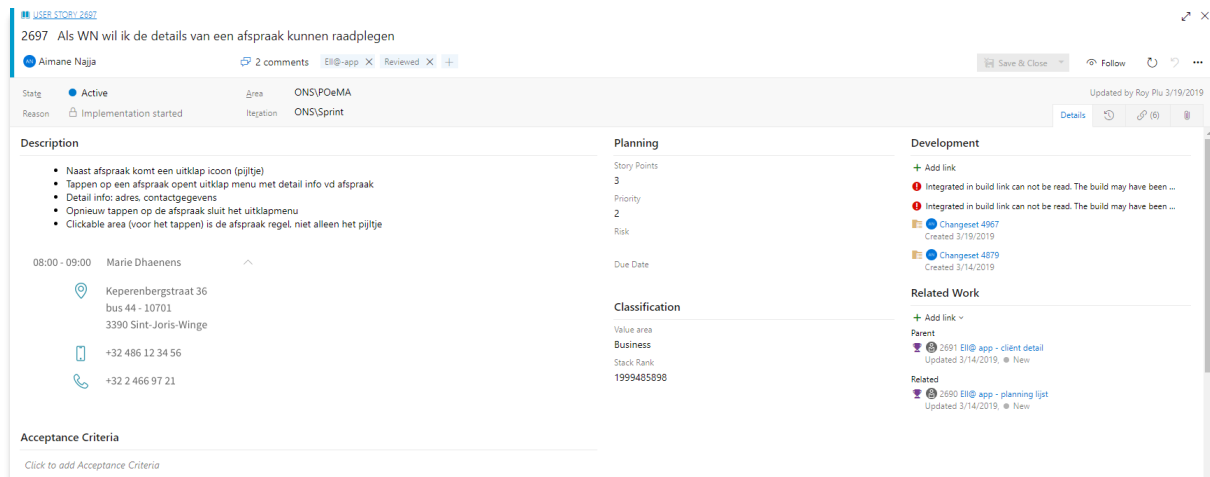 USER STORY 2697
2697 Als WN wil ik de details van een afspraak kunnen raadplegen
AN Aimane Najja
2 comments
Ell@-app
Reviewed
Save & Close
Follow
State
Active
Area
ONS\POeMA
Updated by Roy Plu 3/19/2019
Reason
Implementation started
Iteration
ONS\Sprint
Details
(6)
Description
Naast afspraak komt een uitklap icoon (pijltje)
Tappen op een afspraak opent uitklap menu met detail info vd afspraak
Detail info: adres, contactgegevens
Opnieuw tappen op de afspraak sluit het uitklapmenu
Clickable area (voor het tappen) is de afspraak regel, niet alleen het pijltje
08:00 - 09:00 Marie Dhaenens
Keperenbergstraat 36
bus 44 - 10701
3390 Sint-Joris-Winge
+32 486 12 34 56
+32 2 466 97 21
Acceptance Criteria
Click to add Acceptance Criteria
Planning
Story Points
3
Priority
2
Risk
Due Date
Classification
Value area
Business
Stack Rank
1999485898
Development
+ Add link
Integrated in build link can not be read. The build may have been ...
Integrated in build link can not be read. The build may have been ...
Changeset 4967
Created 3/19/2019
Changeset 4879
Created 3/14/2019
Related Work
+ Add link
Parent
2691 Ell@ app - cliënt detail
Updated 3/14/2019, New
Related
2690 Ell@ app - planning lijst
Updated 3/14/2019, New